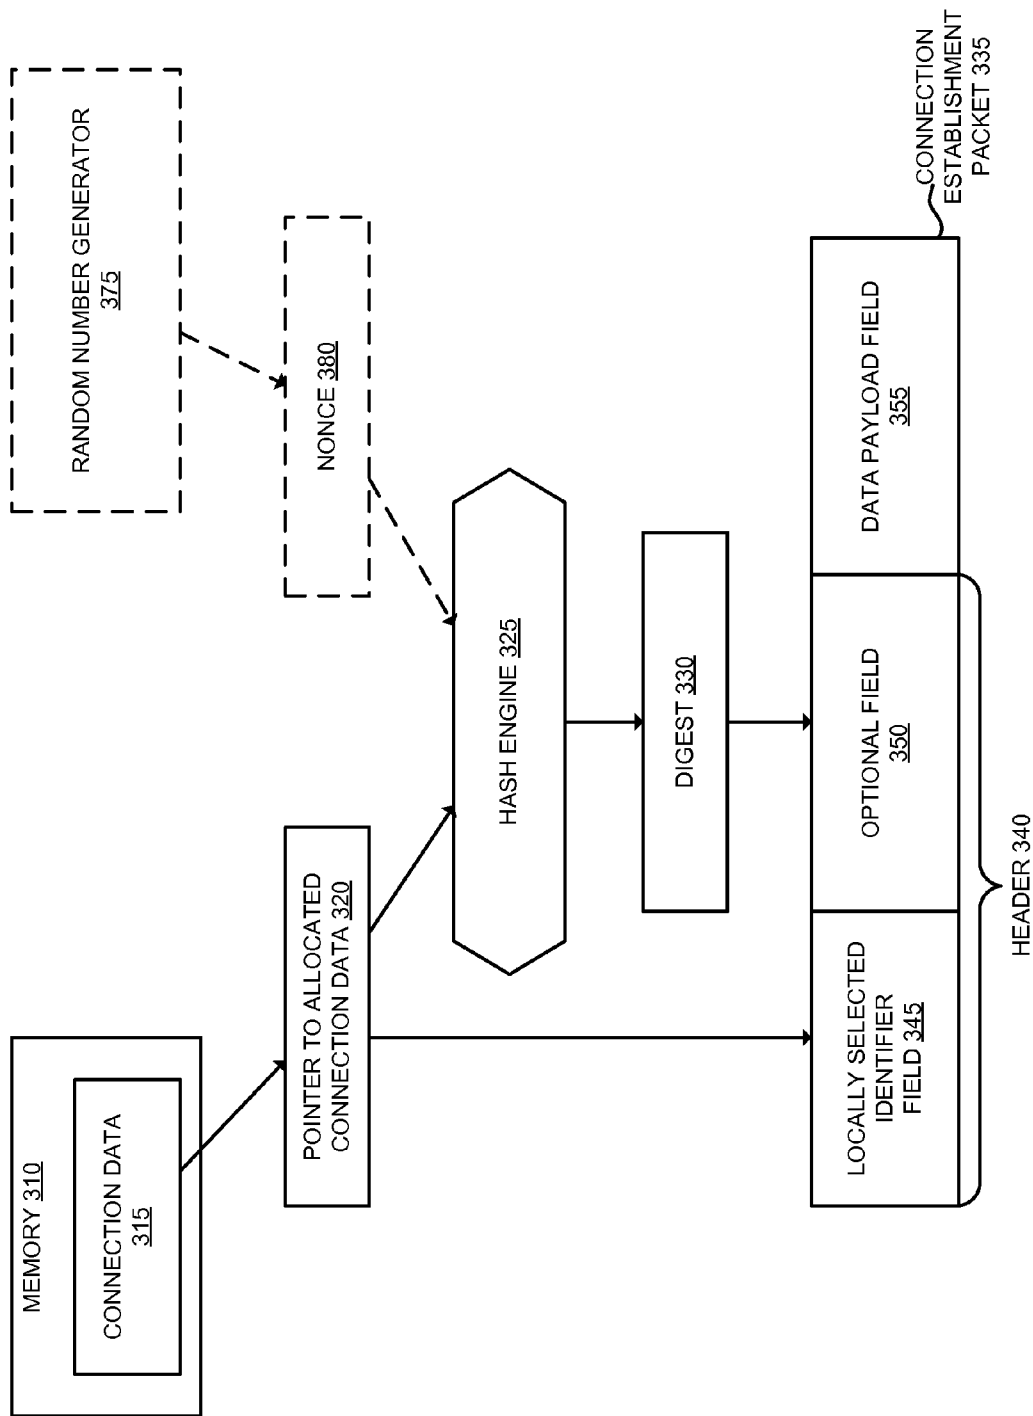 MEMORY 310
CONNECTION DATA
315
RANDOM NUMBER GENERATOR
375
POINTER TO ALLOCATED
CONNECTION DATA 320
NONCE 380
HASH ENGINE 325
DIGEST 330
LOCALLY SELECTED
IDENTIFIER
FIELD 345
OPTIONAL FIELD
350
DATA PAYLOAD FIELD
355
CONNECTION
ESTABLISHMENT
PACKET 335
HEADER 340